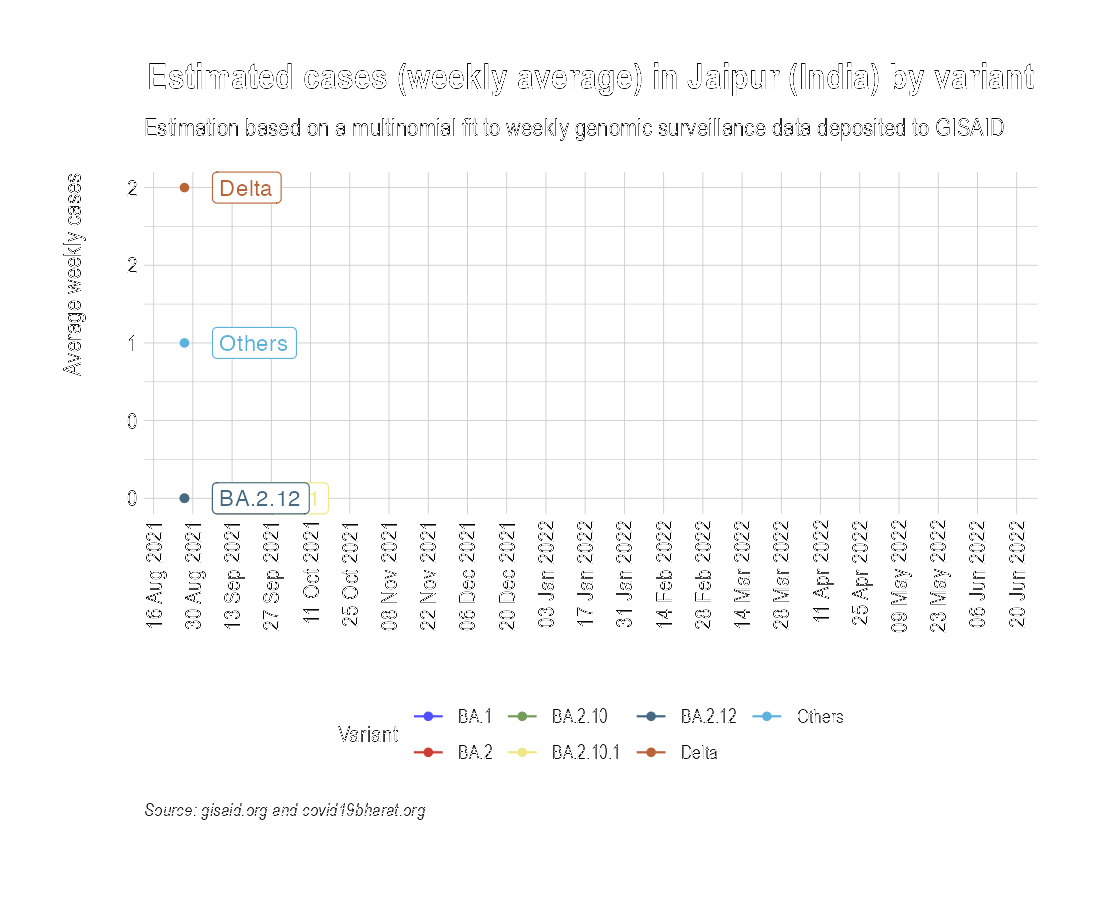 Estimated cases (weekly average) in Jaipur (India) by variant
Estimation based on a multinomial fit to weekly genomic surveillance data deposited to GISAID
Average weekly cases
2
2
1
0
0
Delta
Others
BA.2.12
1
16 Aug 2021
30 Aug 2021
13 Sep 2021
27 Sep 2021
11 Oct 2021
25 Oct 2021
08 Nov 2021
22 Nov 2021
06 Dec 2021
20 Dec 2021
03 Jan 2022
17 Jan 2022
31 Jan 2022
14 Feb 2022
28 Feb 2022
14 Mar 2022
28 Mar 2022
11 Apr 2022
25 Apr 2022
09 May 2022
23 May 2022
06 Jun 2022
20 Jun 2022
Variant
BA.1
BA.2.10
BA.2.12
Others
BA.2
BA.2.10.1
Delta
Source: gisaid.org and covid19bharat.org